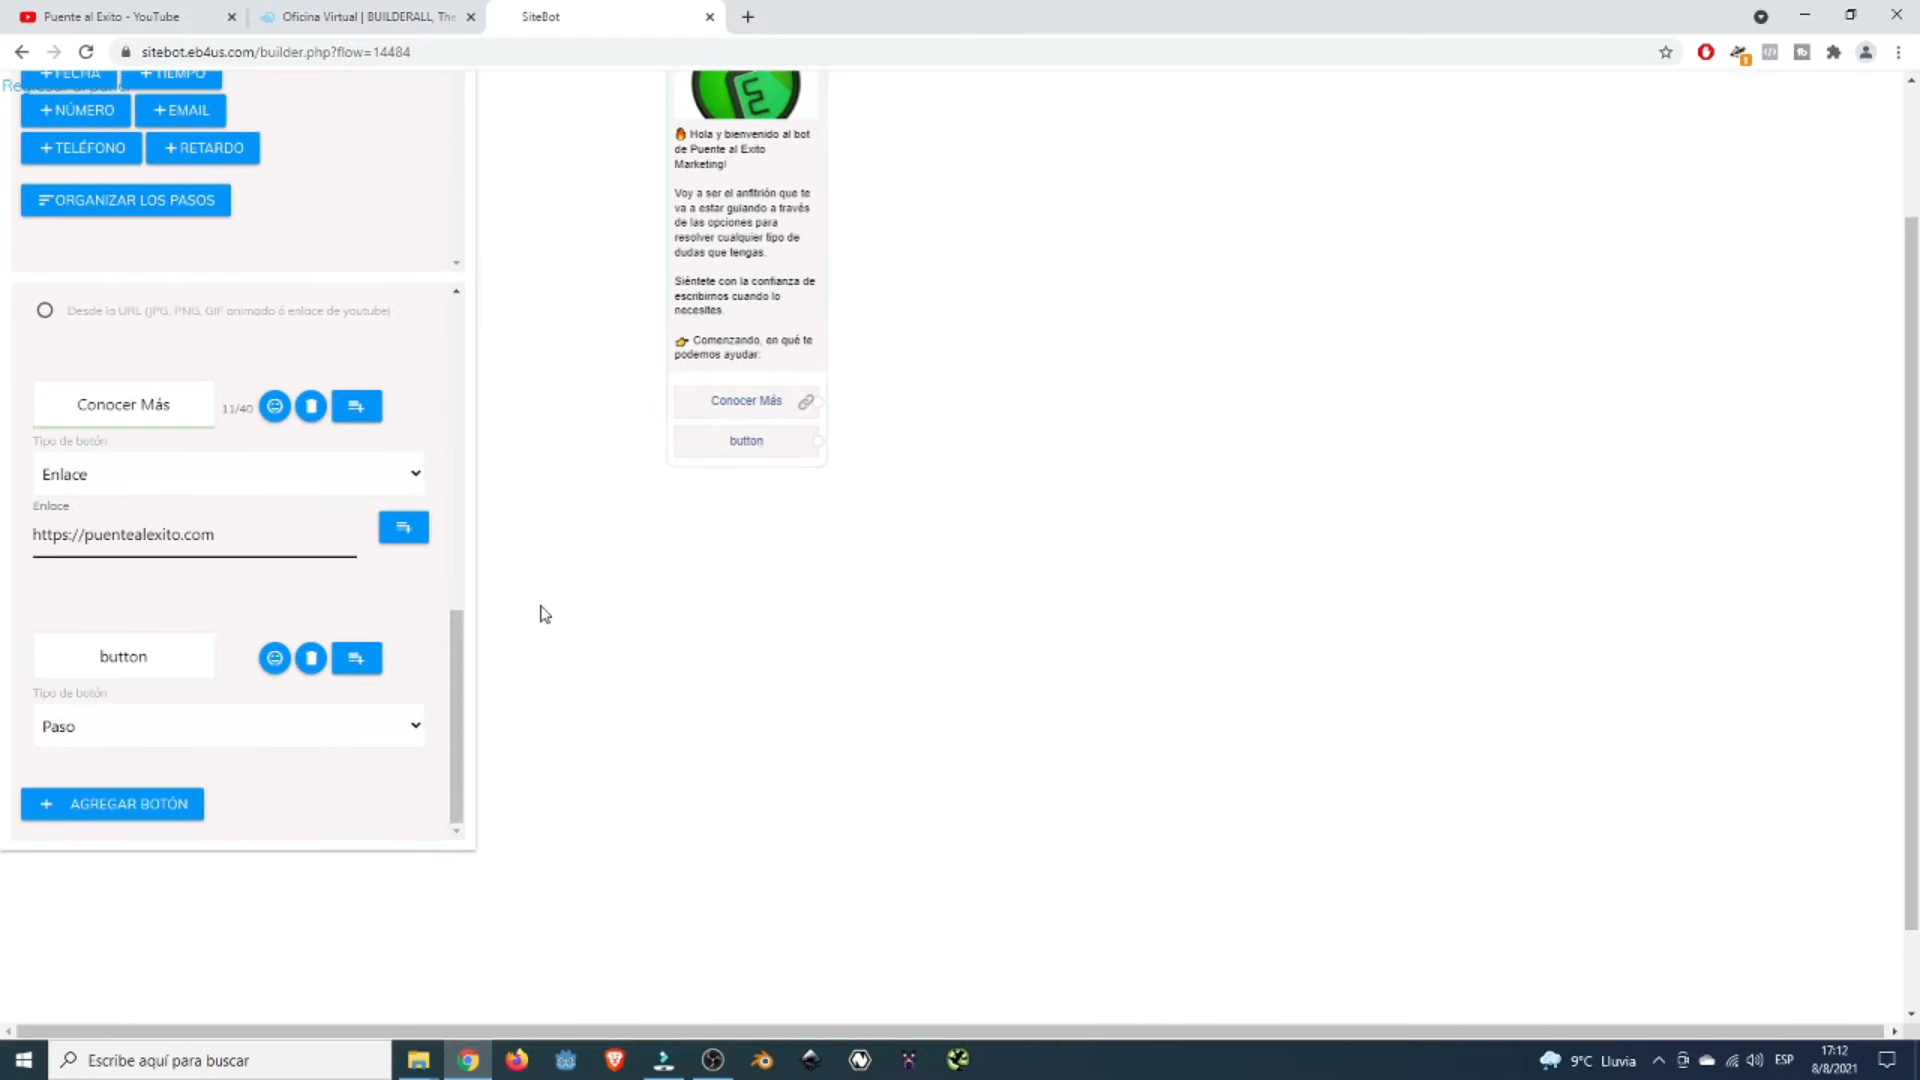 Puente al Exito - YouTube
Oficina Virtual | BUILDERALL, The
SiteBot
sitebot.eb4us.com/builder.php?flow=14484
+ FECHA
+ TIEMPO
+ NÚMERO
+ EMAIL
+ TELÉFONO
+ RETARDO
ORGANIZAR LOS PASOS
Desde la URL (JPG, PNG, GIF animado ó enlace de youtube)
Conocer Más
11/40
Tipo de botón
Enlace
Enlace
https://puentealexito.com
button
Tipo de botón
Paso
+ AGREGAR BOTÓN
🔥 Hola y bienvenido al bot
de Puente al Exito
Marketing!
Voy a ser el anfitrión que te
va a estar guiando a través
de las opciones para
resolver cualquier tipo de
dudas que tengas.
Siéntete con la confianza de
escribirnos cuando lo
necesites.
👉 Comenzando, en qué te
podemos ayudar:
Conocer Más
button
Escribe aquí para buscar
9°C Lluvia
ESP
17:12
8/8/2021